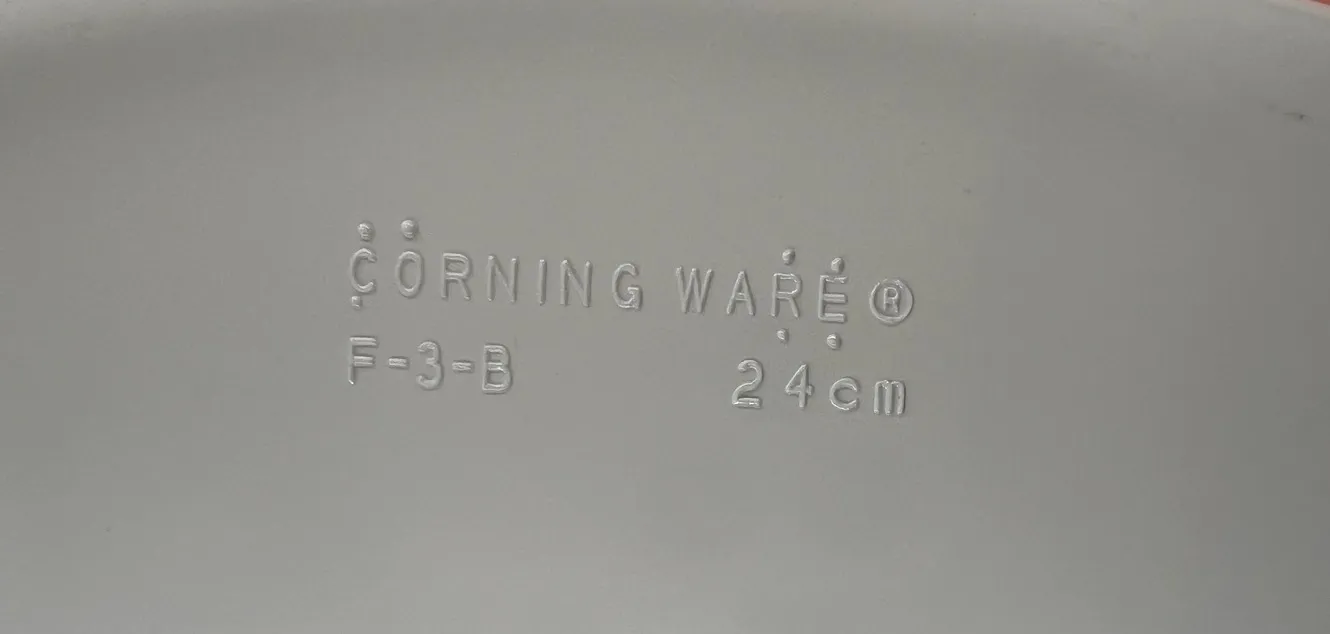 CORNING WARE®
F-3-B 24cm